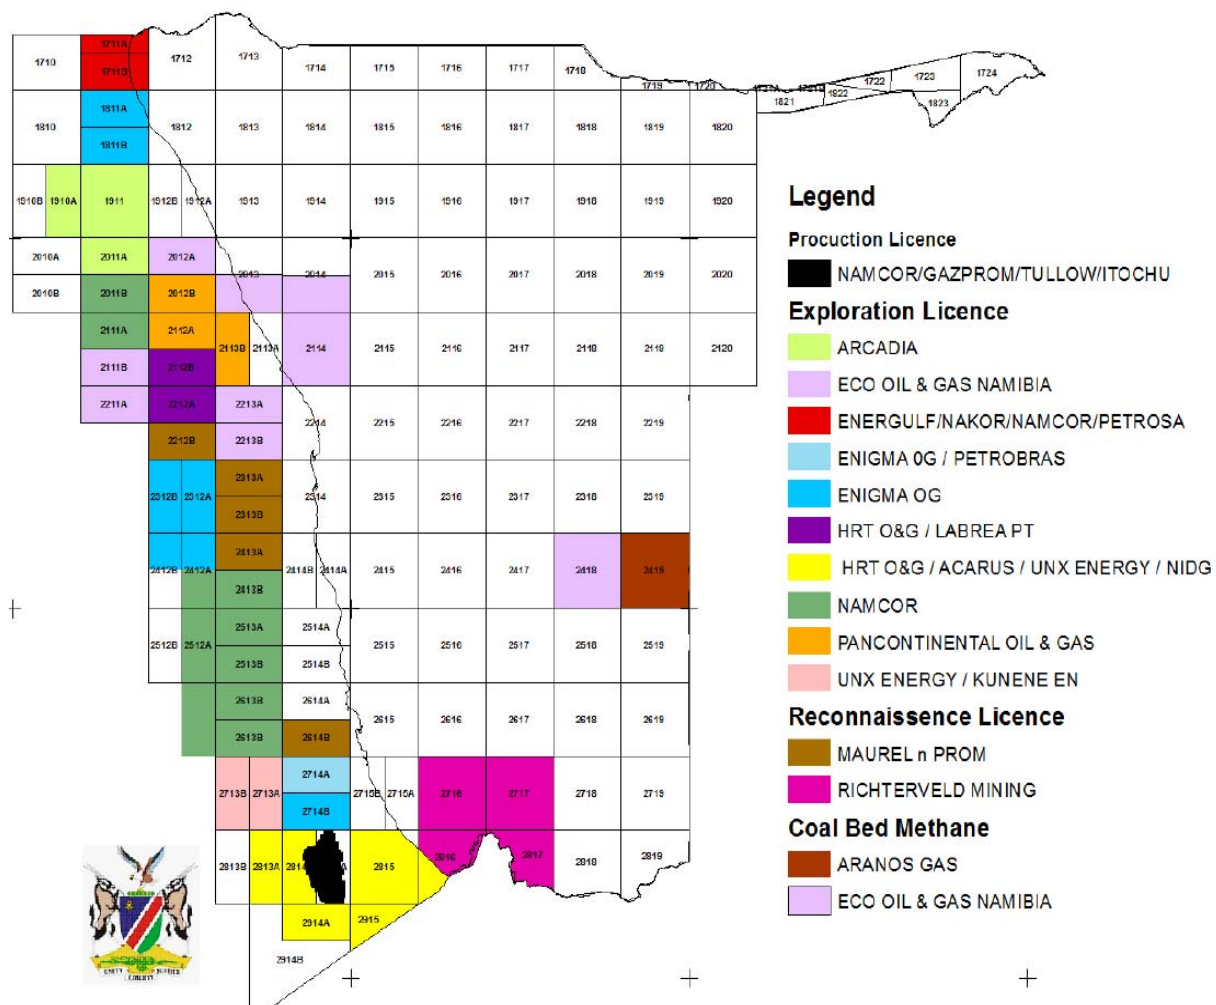 1711A
1710
1712
1713
1711B
1714
1715
1716
1717
1718
1719
1720
1721A
1721B
1722
1723
1724
1821
1822
1823
1811A
1810
1812
1813
1814
1815
1816
1817
1818
1819
1820
1811B
1910B
1910A
1911
1912B
1912A
1913
1914
1915
1916
1917
1918
1919
1920
2010A
2011A
2012A
2013
2014
2015
2016
2017
2018
2019
2020
2010B
2011B
2012B
2111A
2112A
2113B
2113A
2114
2115
2116
2117
2118
2119
2120
2111B
2112B
2211A
2212A
2213A
2214
2215
2216
2217
2218
2219
2212B
2213B
2312B
2312A
2313A
2314
2315
2316
2317
2318
2319
2313B
2412B
2412A
2413A
2414B
2414A
2415
2416
2417
2418
2419
2413B
2512B
2512A
2513A
2514A
2515
2516
2517
2518
2519
2513B
2514B
2613B
2614A
2615
2616
2617
2618
2619
2613B
2614B
2713B
2713A
2714A
2715B
2715A
2716
2717
2718
2719
2714B
2813B
2813A
2814
A
2815
2816
2817
2818
2819
2914A
2915
2914B
UNITY
LIBERTY
JUSTICE
Legend
Procuction Licence
NAMCOR/GAZPROM/TULLOW/ITOCHU
Exploration Licence
ARCADIA
ECO OIL & GAS NAMIBIA
ENERGULF/NAKOR/NAMCOR/PETROSA
ENIGMA 0G / PETROBRAS
ENIGMA OG
HRT O&G / LABREA PT
HRT O&G / ACARUS / UNX ENERGY / NIDG
NAMCOR
PANCONTINENTAL OIL & GAS
UNX ENERGY / KUNENE EN
Reconnaissence Licence
MAUREL n PROM
RICHTERVELD MINING
Coal Bed Methane
ARANOS GAS
ECO OIL & GAS NAMIBIA